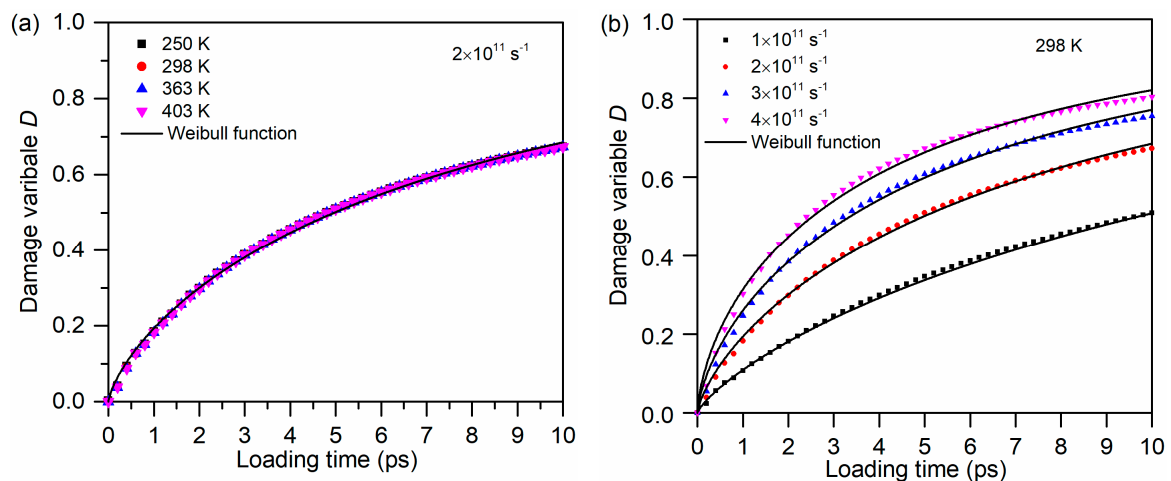 (a)
1.0
0.8
0.6
0.4
0.2
0.0
Damage varibale D
250 K
298 K
363 K
403 K
Weibull function
2×10¹¹ s⁻¹
0 1 2 3 4 5 6 7 8 9 10
Loading time (ps)
(b)
1.0
0.8
0.6
0.4
0.2
0.0
Damage variable D
1×10¹¹ s⁻¹
2×10¹¹ s⁻¹
3×10¹¹ s⁻¹
4×10¹¹ s⁻¹
Weibull function
298 K
0 1 2 3 4 5 6 7 8 9 10
Loading time (ps)